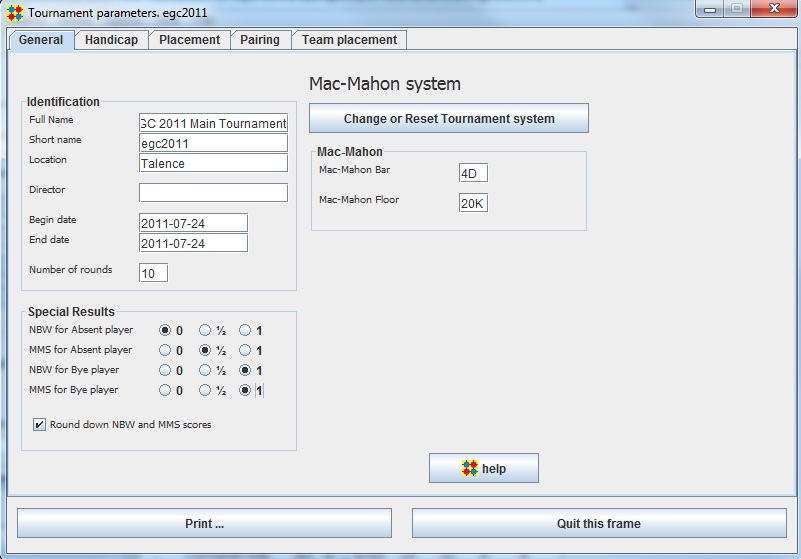 Tournament parameters. egc2011
General Handicap Placement Pairing Team placement
Mac-Mahon system
Identification
Full Name GC 2011 Main Tournament
Short name egc2011
Location Talence
Director
Begin date 2011-07-24
End date 2011-07-24
Number of rounds 10
Change or Reset Tournament system
Mac-Mahon
Mac-Mahon Bar 4D
Mac-Mahon Floor 20K
Special Results
NBW for Absent player 0 ½ 1
MMS for Absent player 0 ½ 1
NBW for Bye player 0 ½ 1
MMS for Bye player 0 ½ 1
Round down NBW and MMS scores
help
Print ... Quit this frame